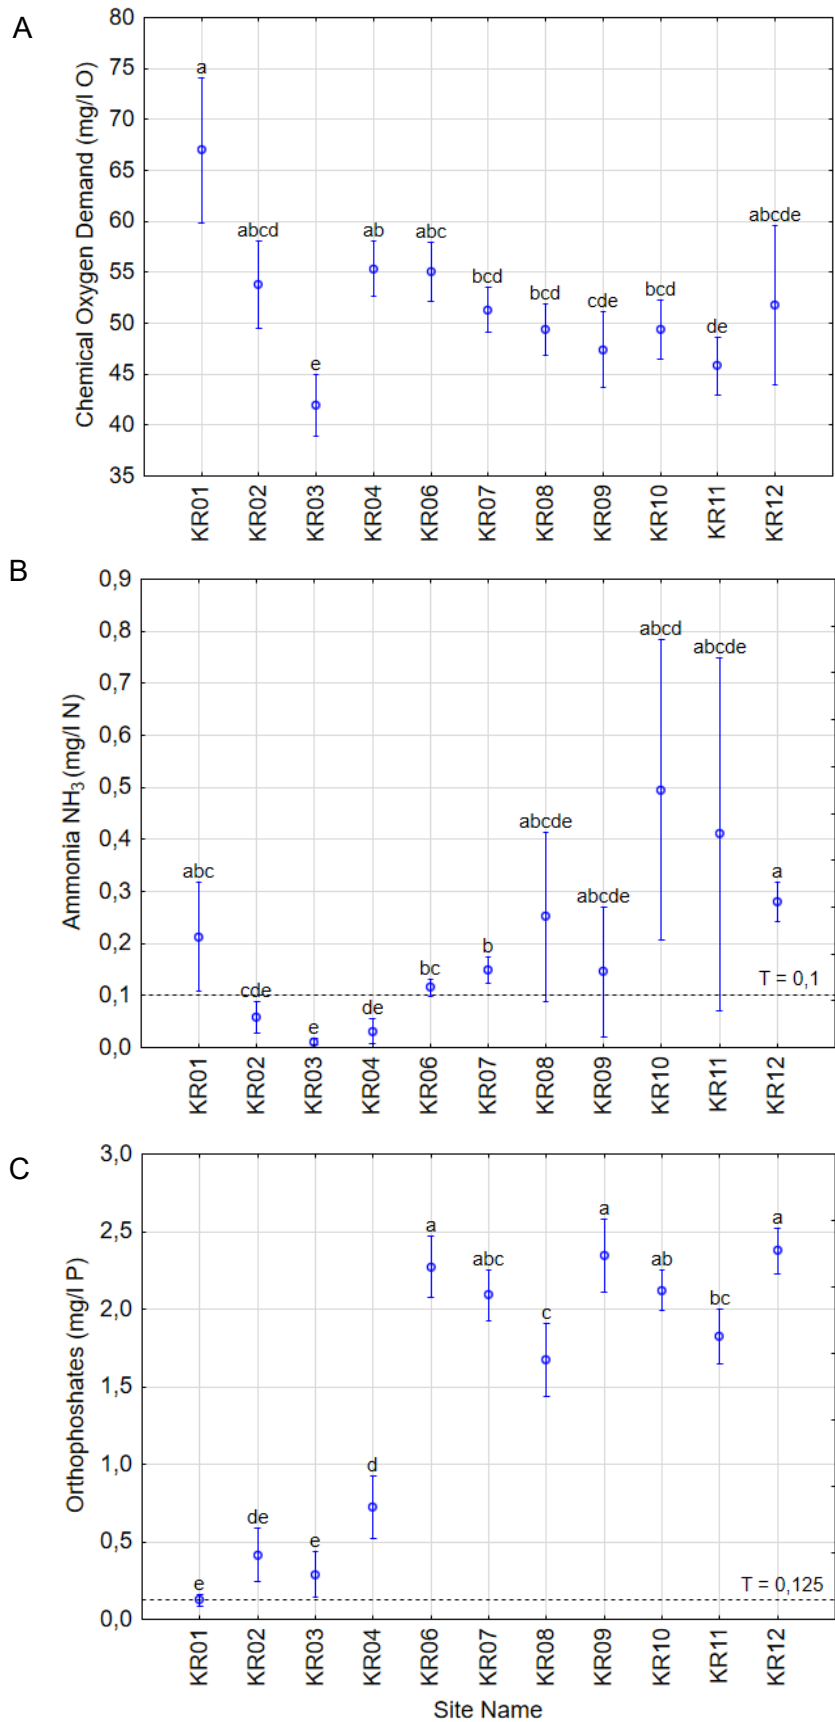 A
Chemical Oxygen Demand (mg/l O)
80
75
70
65
60
55
50
45
40
35
a
abcd
e
ab
abc
bcd
bcd
cde
bcd
de
abcde
KR01
KR02
KR03
KR04
KR06
KR07
KR08
KR09
KR10
KR11
KR12
B
Ammonia NH₃ (mg/l N)
0,9
0,8
0,7
0,6
0,5
0,4
0,3
0,2
0,1
0,0
abc
cde
e
de
bc
b
abcde
abcde
abcd
abcde
a
T = 0,1
KR01
KR02
KR03
KR04
KR06
KR07
KR08
KR09
KR10
KR11
KR12
C
Orthophoshates (mg/l P)
3,0
2,5
2,0
1,5
1,0
0,5
0,0
e
de
e
d
a
abc
c
a
ab
bc
a
T = 0,125
KR01
KR02
KR03
KR04
KR06
KR07
KR08
KR09
KR10
KR11
KR12
Site Name